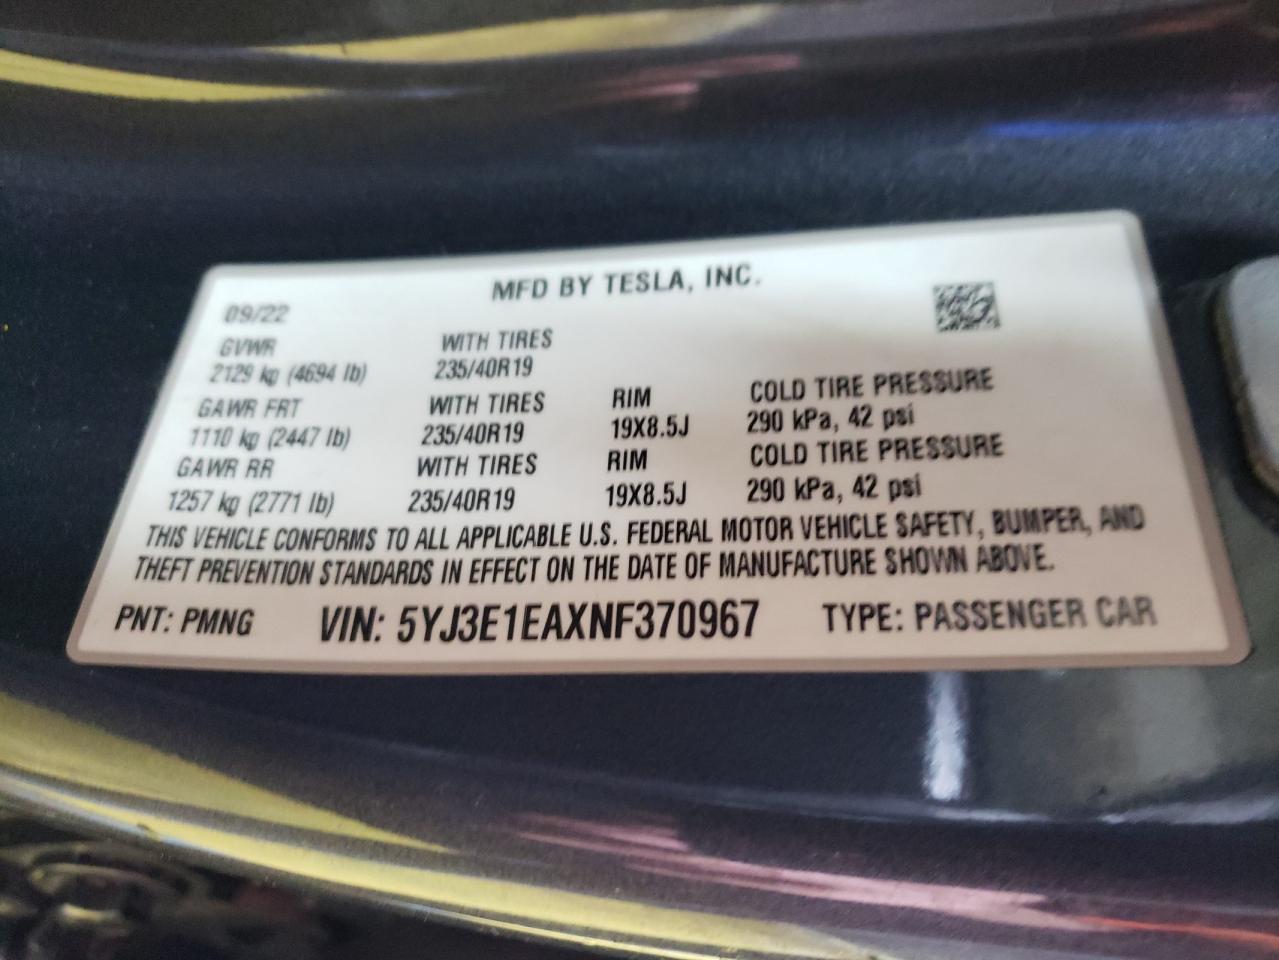 MFD BY TESLA, INC.
09/22
GVWR WITH TIRES
2129 kg (4694 lb) 235/40R19
GAWR FRT WITH TIRES RIM COLD TIRE PRESSURE
1110 kg (2447 lb) 235/40R19 19X8.5J 290 kPa, 42 psi
GAWR RR WITH TIRES RIM COLD TIRE PRESSURE
1257 kg (2771 lb) 235/40R19 19X8.5J 290 kPa, 42 psi
THIS VEHICLE CONFORMS TO ALL APPLICABLE U.S. FEDERAL MOTOR VEHICLE SAFETY, BUMPER, AND
THEFT PREVENTION STANDARDS IN EFFECT ON THE DATE OF MANUFACTURE SHOWN ABOVE.
PNT: PMNG VIN: 5YJ3E1EAXNF370967 TYPE: PASSENGER CAR